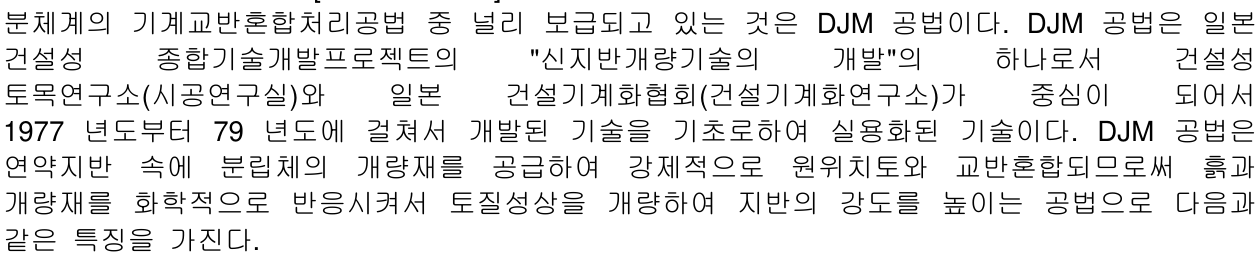 분체계의 기계교반혼합처리공법 중 널리 보급되고 있는 것은 DJM 공법이다. DJM 공법은 일본
건설성 종합기술개발프로젝트의 "신지반개량기술의 개발"의 하나로서 건설성
토목연구소(시공연구실)와 일본 건설기계화협회(건설기계화연구소)가 중심이 되어서
1977 년도부터 79 년도에 걸쳐서 개발된 기술을 기초로하여 실용화된 기술이다. DJM 공법은
연약지반 속에 분립체의 개량재를 공급하여 강제적으로 원위치토와 교반혼합되므로써 흙과
개량재를 화학적으로 반응시켜서 토질성상을 개량하여 지반의 강도를 높이는 공법으로 다음과
같은 특징을 가진다.